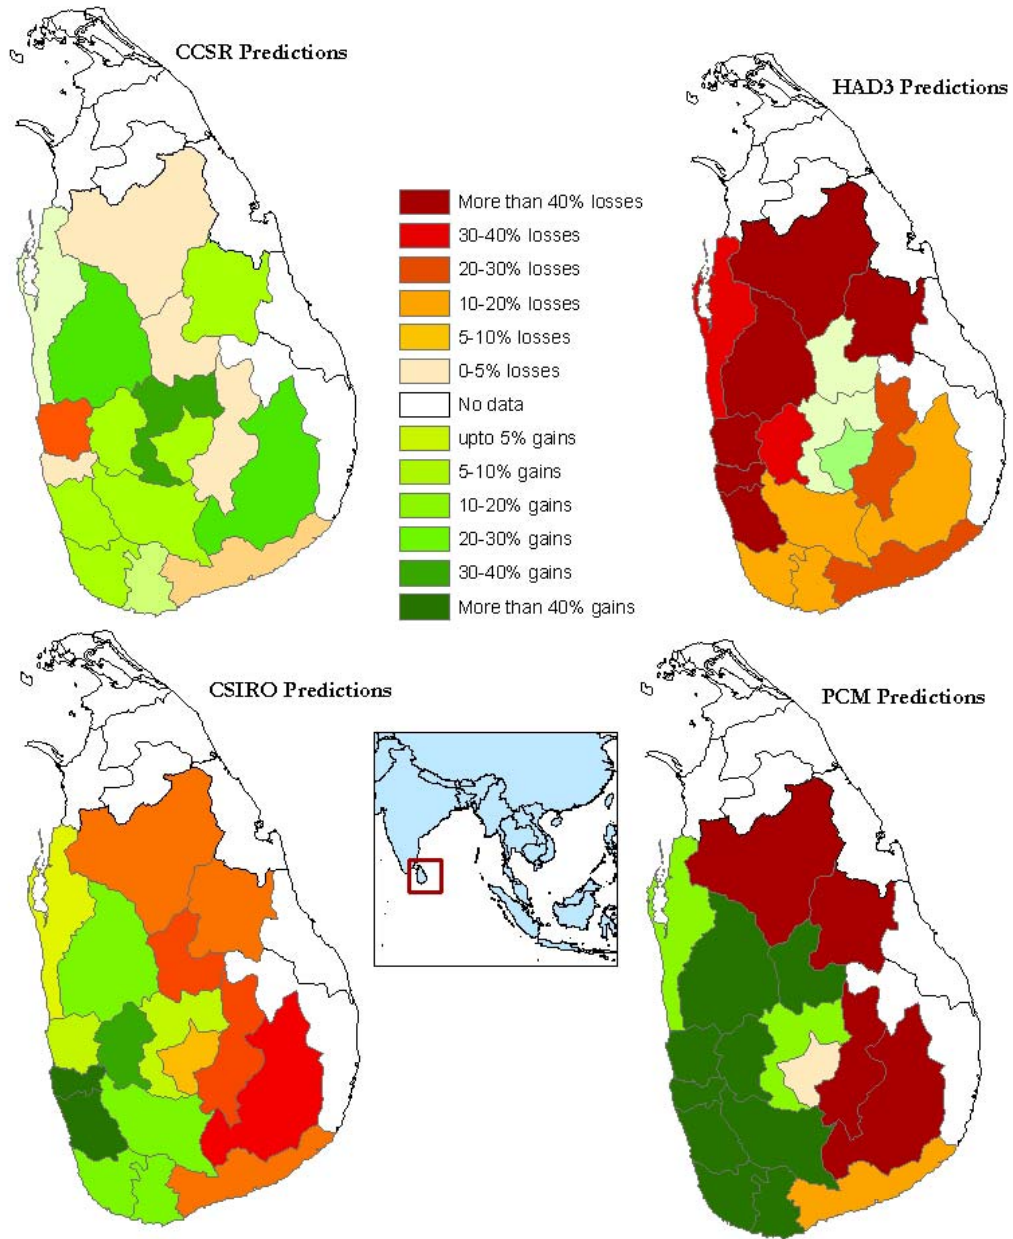 CCSR Predictions
HAD3 Predictions
More than 40% losses
30-40% losses
20-30% losses
10-20% losses
5-10% losses
0-5% losses
No data
upto 5% gains
5-10% gains
10-20% gains
20-30% gains
30-40% gains
More than 40% gains
CSIRO Predictions
PCM Predictions